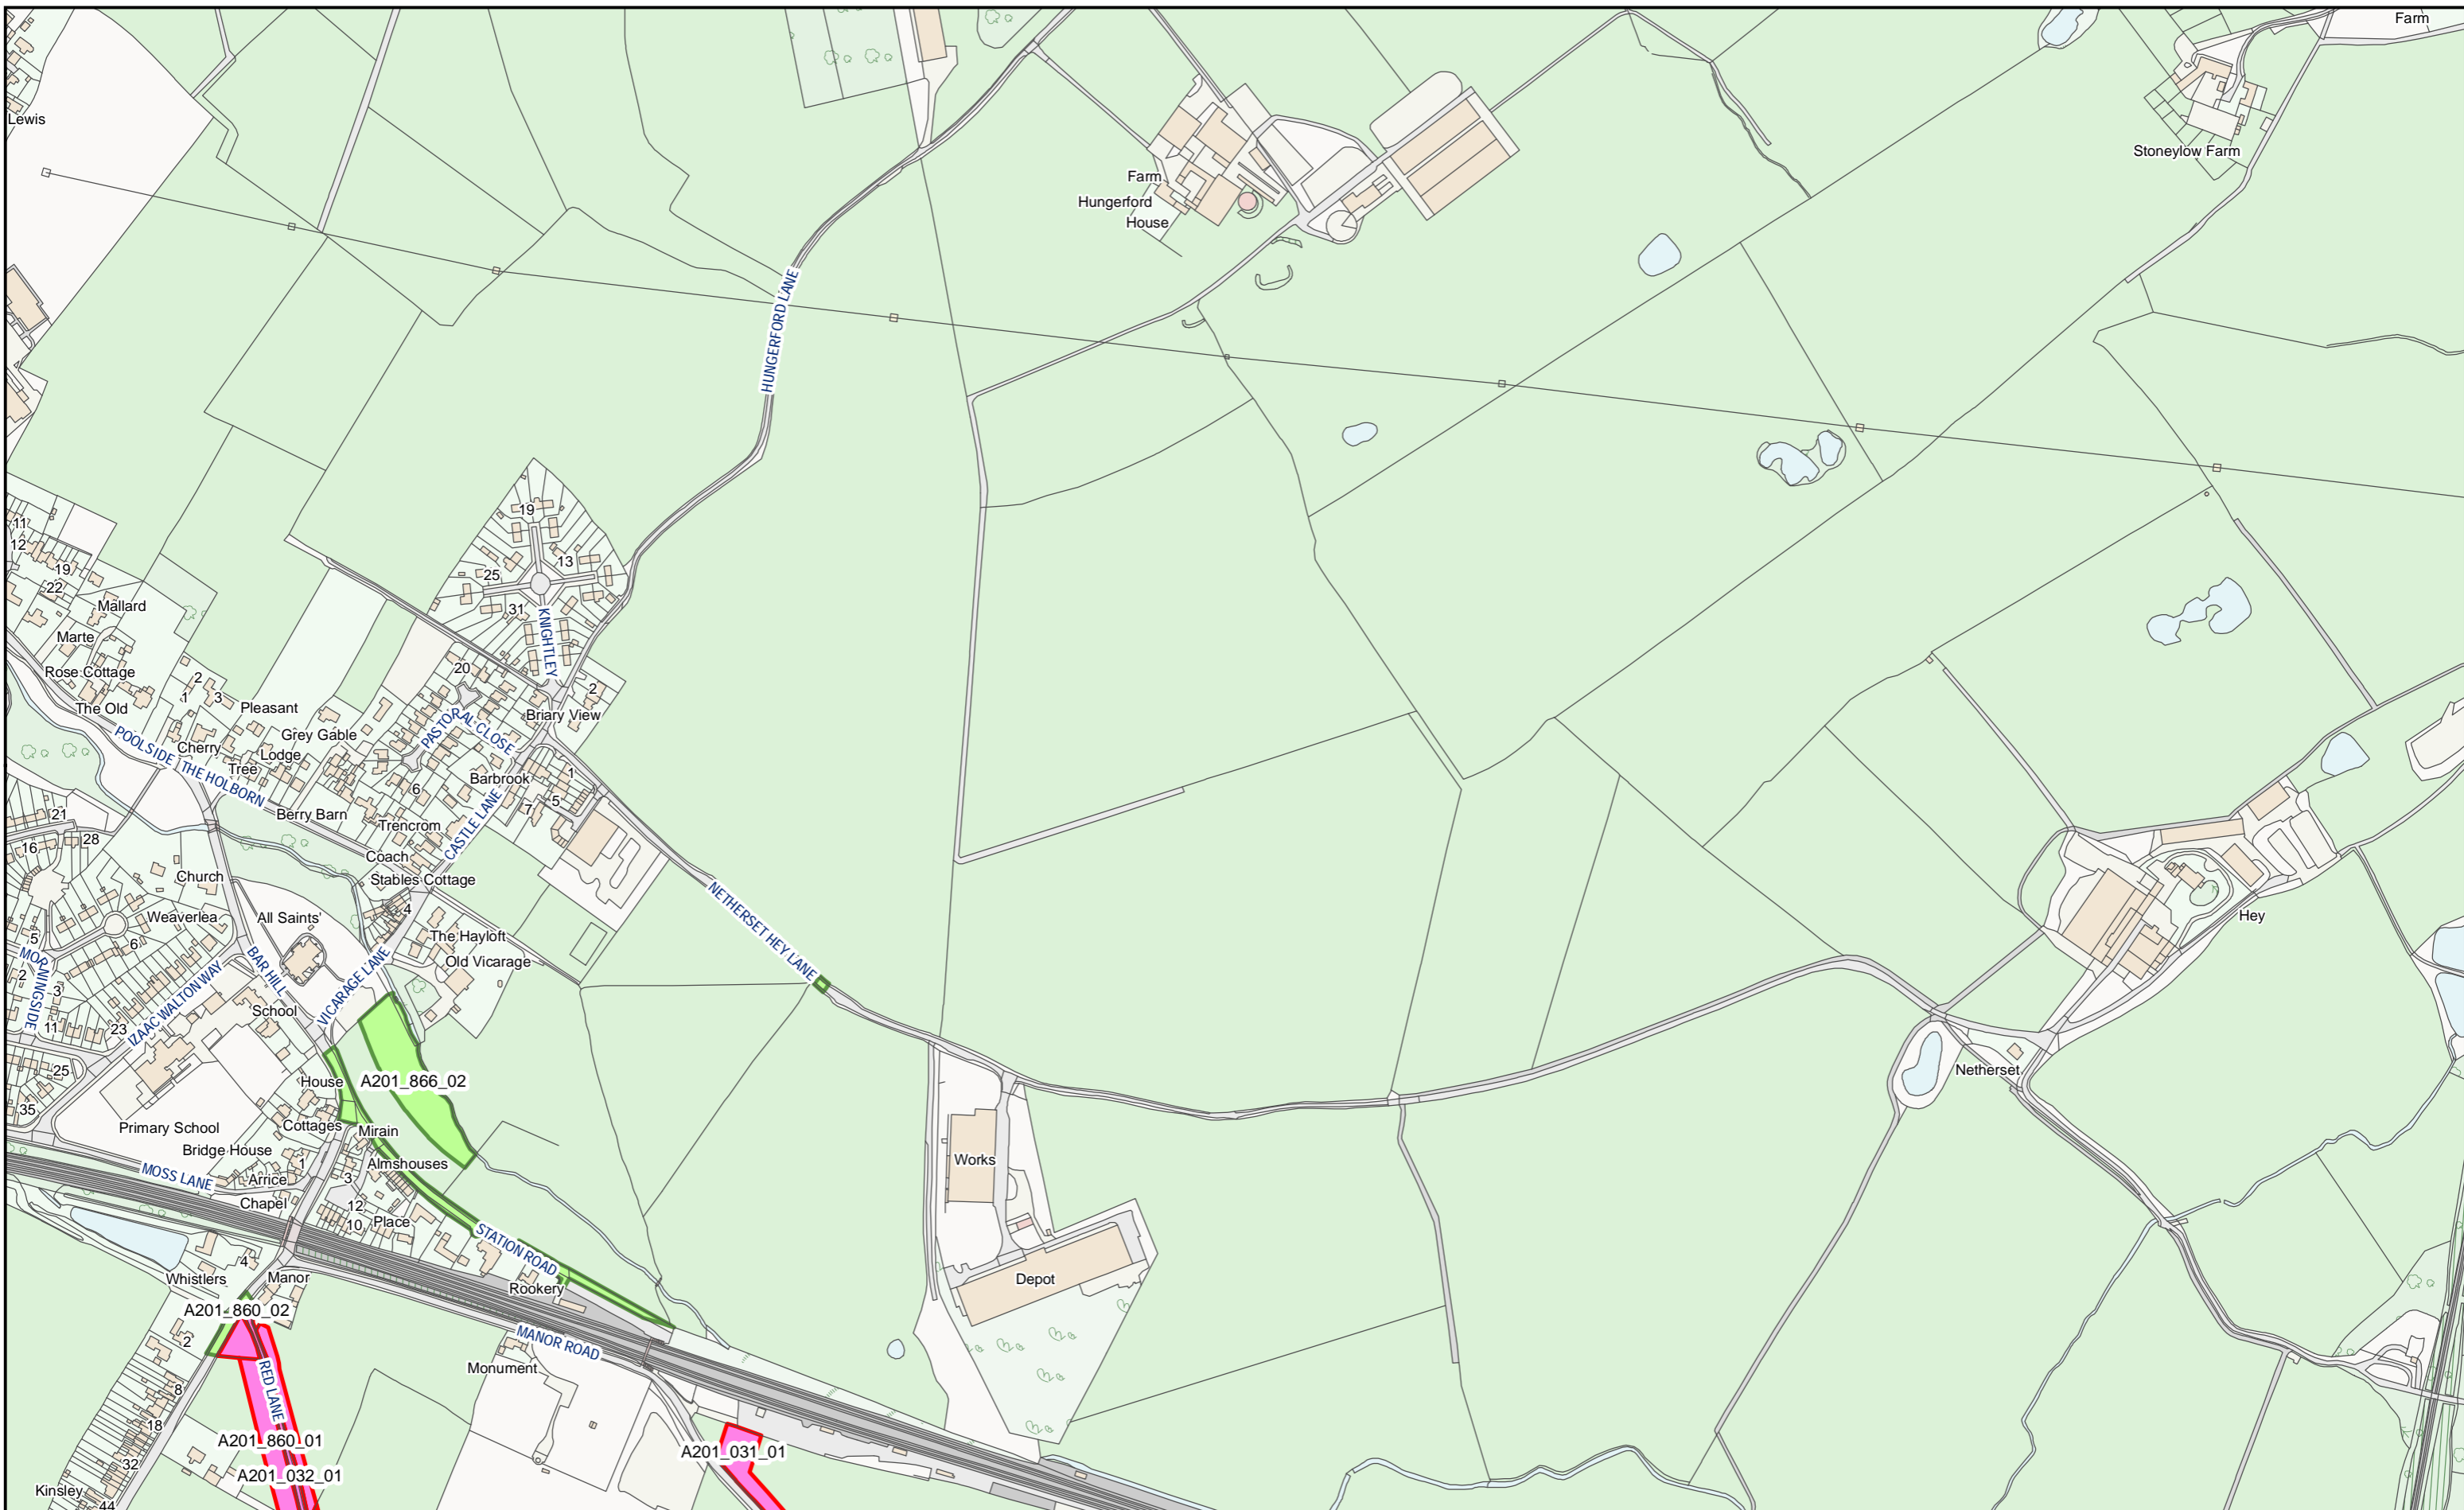 Farm
Lewis
Stoneylow Farm
Farm
Hungerford
House
HUNGERFORD LANE
19
11
12
13
19
25
22
31
Mallard
KNIGHTLEY
Marte
Rose Cottage
20
2
1
3
2
The Old
Pleasant
Briary View
PASTORAL CLOSE
Grey Gable
POOLSIDE
THE HOLBORN
Cherry
Lodge
Tree
Barbrook
1
6
5
7
21
Berry Barn
Trencrom
CASTLE LANE
28
16
Coach
Church
Stables Cottage
NETHERSET HEY LANE
4
Weaverlea
All Saints'
Hey
5
6
The Hayloft
MORNINGSIDE
BAR HILL
Old Vicarage
2
3
VICARAGE LANE
IZAAC WALTON WAY
School
11
23
25
House
A201_866_02
Netherset
35
Cottages
Primary School
Mirain
Bridge House
Works
1
Almshouses
MOSS LANE
Arrice
3
Chapel
12
10
Place
STATION ROAD
4
Whistlers
Manor
Depot
Rookery
A201_860_02
2
MANOR ROAD
RED LANE
Monument
8
18
A201_860_01
A201_031_01
32
A201_032_01
Kinsley
44